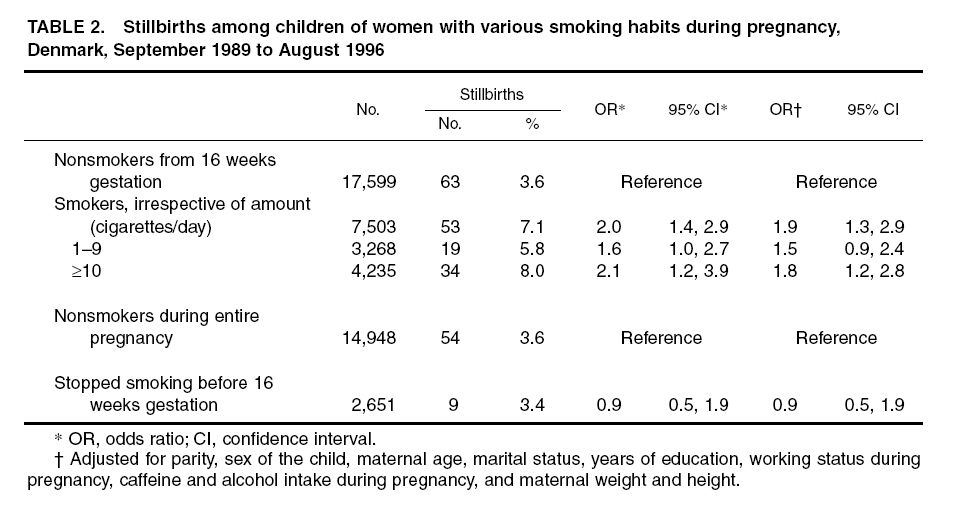 TABLE 2. Stillbirths among children of women with various smoking habits during pregnancy,
Denmark, September 1989 to August 1996
No. Stillbirths OR* 95% CI* OR† 95% CI
No. %
Nonsmokers from 16 weeks
gestation 17,599 63 3.6 Reference Reference
Smokers, irrespective of amount
(cigarettes/day) 7,503 53 7.1 2.0 1.4, 2.9 1.9 1.3, 2.9
1–9 3,268 19 5.8 1.6 1.0, 2.7 1.5 0.9, 2.4
≥10 4,235 34 8.0 2.1 1.2, 3.9 1.8 1.2, 2.8
Nonsmokers during entire
pregnancy 14,948 54 3.6 Reference Reference
Stopped smoking before 16
weeks gestation 2,651 9 3.4 0.9 0.5, 1.9 0.9 0.5, 1.9
* OR, odds ratio; CI, confidence interval.
† Adjusted for parity, sex of the child, maternal age, marital status, years of education, working status during
pregnancy, caffeine and alcohol intake during pregnancy, and maternal weight and height.